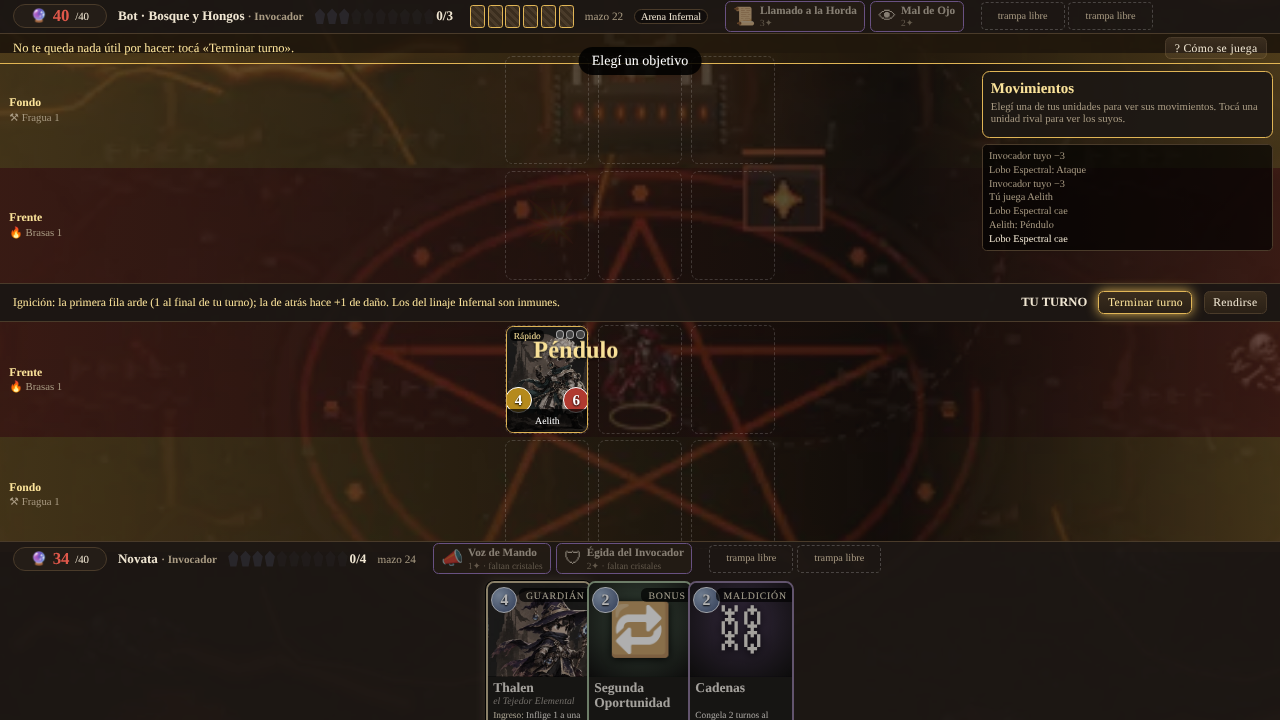 40 /40
Bot · Bosque y Hongos · Invocador
0/3
mazo 22
Arena Infernal
Llamado a la Horda
3✦
Mal de Ojo
2✦
trampa libre
trampa libre
No te queda nada útil por hacer: tocá «Terminar turno».
Elegí un objetivo
? Cómo se juega
Fondo
Fragua 1
Movimientos
Elegí una de tus unidades para ver sus movimientos. Tocá una
unidad rival para ver los suyos.
Invocador tuyo −3
Lobo Espectral: Ataque
Invocador tuyo −3
Tú juega Aelith
Lobo Espectral cae
Aelith: Péndulo
Lobo Espectral cae
Frente
Brasas 1
Ignición: la primera fila arde (1 al final de tu turno); la de atrás hace +1 de daño. Los del linaje Infernal son inmunes.
TU TURNO
Terminar turno
Rendirse
Frente
Brasas 1
Rápido
Péndulo
4
6
Aelith
Fondo
Fragua 1
34 /40
Novata · Invocador
0/4
mazo 24
Voz de Mando
1✦ · faltan cristales
Égida del Invocador
2✦ · faltan cristales
trampa libre
trampa libre
4
GUARDIÁN
Thalen
el Tejedor Elemental
Ingreso: Inflige 1 a una
2
BONUS
Segunda
Oportunidad
2
MALDICIÓN
Cadenas
Congela 2 turnos al